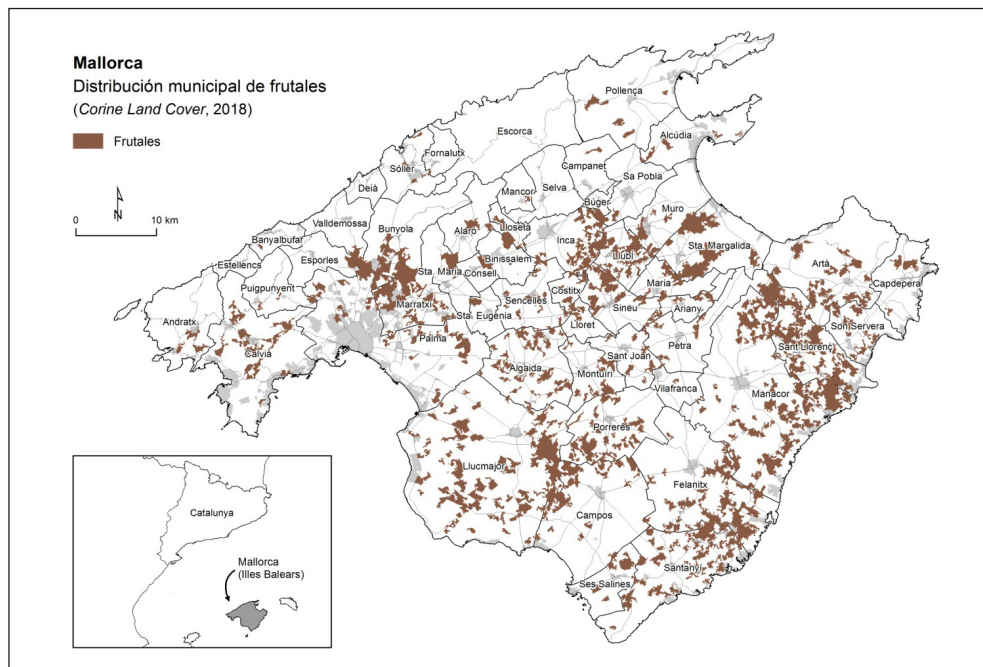 Mallorca
Distribución municipal de frutales
(Corine Land Cover, 2018)
Frutales
N
0 10 km
Pollença
Escorca
Alcúdia
Fornalutx
Sóller
Campanet
Sa Pobla
Deià
Mancor
Selva
Búger
Muro
Valldemossa
Bunyola
Alaró
Lloseta
Inca
Llubí
Sta. Margalida
Banyalbufar
Esporles
Sta. Maria
Consell
Binissalem
Artà
Estellencs
Puigpunyent
Marratxí
Sencelles
Costitx
Sineu
Maria
Ariany
Capdepera
Andratx
Sta. Eugènia
Lloret
Son Servera
Calvià
Palma
Algaida
Montuïri
Sant Joan
Petra
Sant Llorenç
Vilafranca
Manacor
Porreres
Llucmajor
Felanitx
Campos
Santanyí
Ses Salines
Catalunya
Mallorca
(Illes Balears)